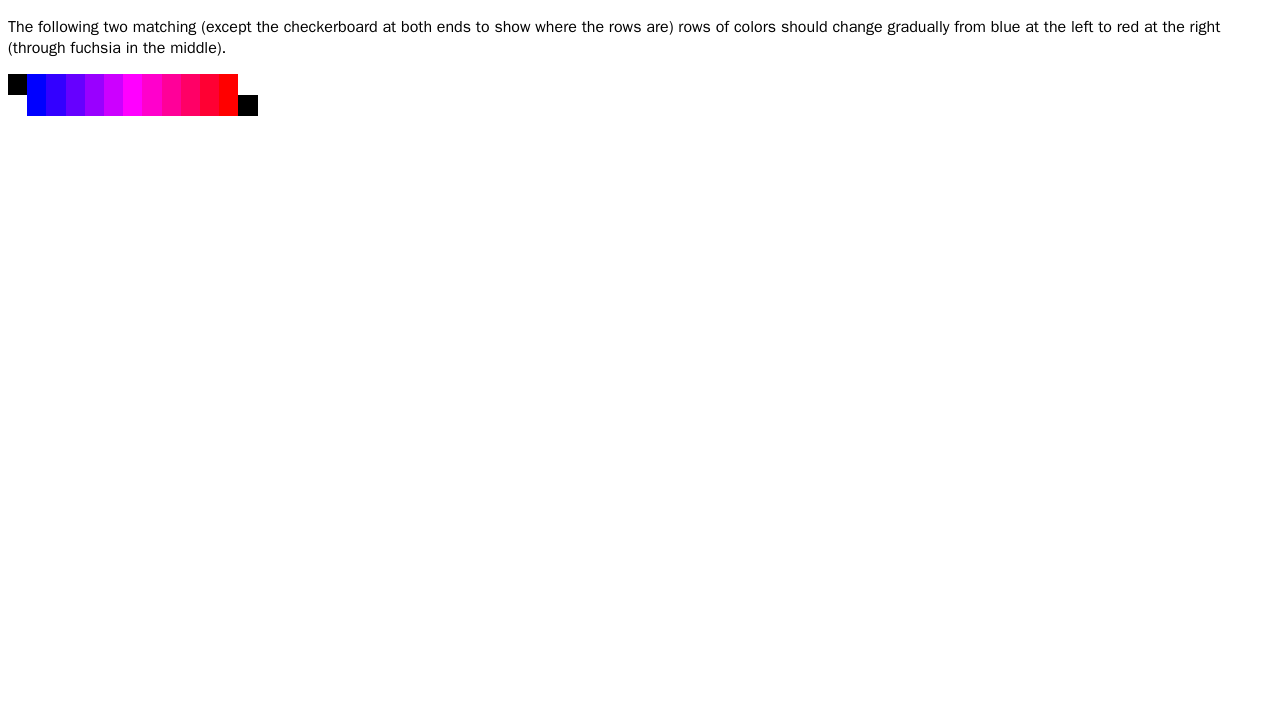 The following two matching (except the checkerboard at both ends to show where the rows are) rows of colors should change gradually from blue at the left to red at the right
(through fuchsia in the middle).